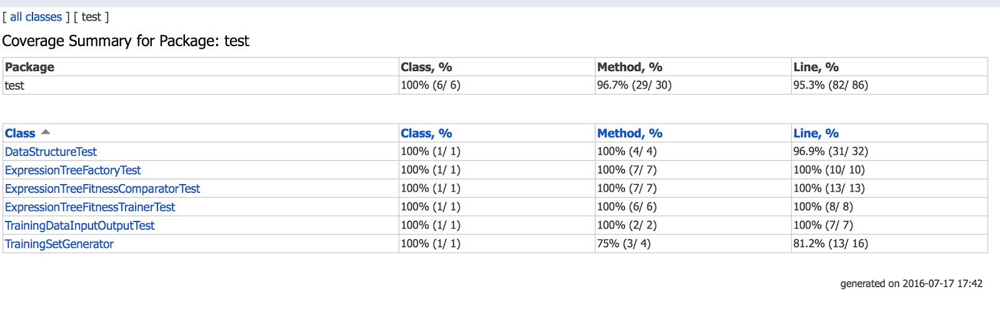 [ all classes ] [ test ]
Coverage Summary for Package: test
Package Class, % Method, % Line, %
test 100% (6/ 6) 96.7% (29/ 30) 95.3% (82/ 86)
Class Class, % Method, % Line, %
DataStructureTest 100% (1/ 1) 100% (4/ 4) 96.9% (31/ 32)
ExpressionTreeFactoryTest 100% (1/ 1) 100% (7/ 7) 100% (10/ 10)
ExpressionTreeFitnessComparatorTest 100% (1/ 1) 100% (7/ 7) 100% (13/ 13)
ExpressionTreeFitnessTrainerTest 100% (1/ 1) 100% (6/ 6) 100% (8/ 8)
TrainingDataInputOutputTest 100% (1/ 1) 100% (2/ 2) 100% (7/ 7)
TrainingSetGenerator 100% (1/ 1) 75% (3/ 4) 81.2% (13/ 16)
generated on 2016-07-17 17:42